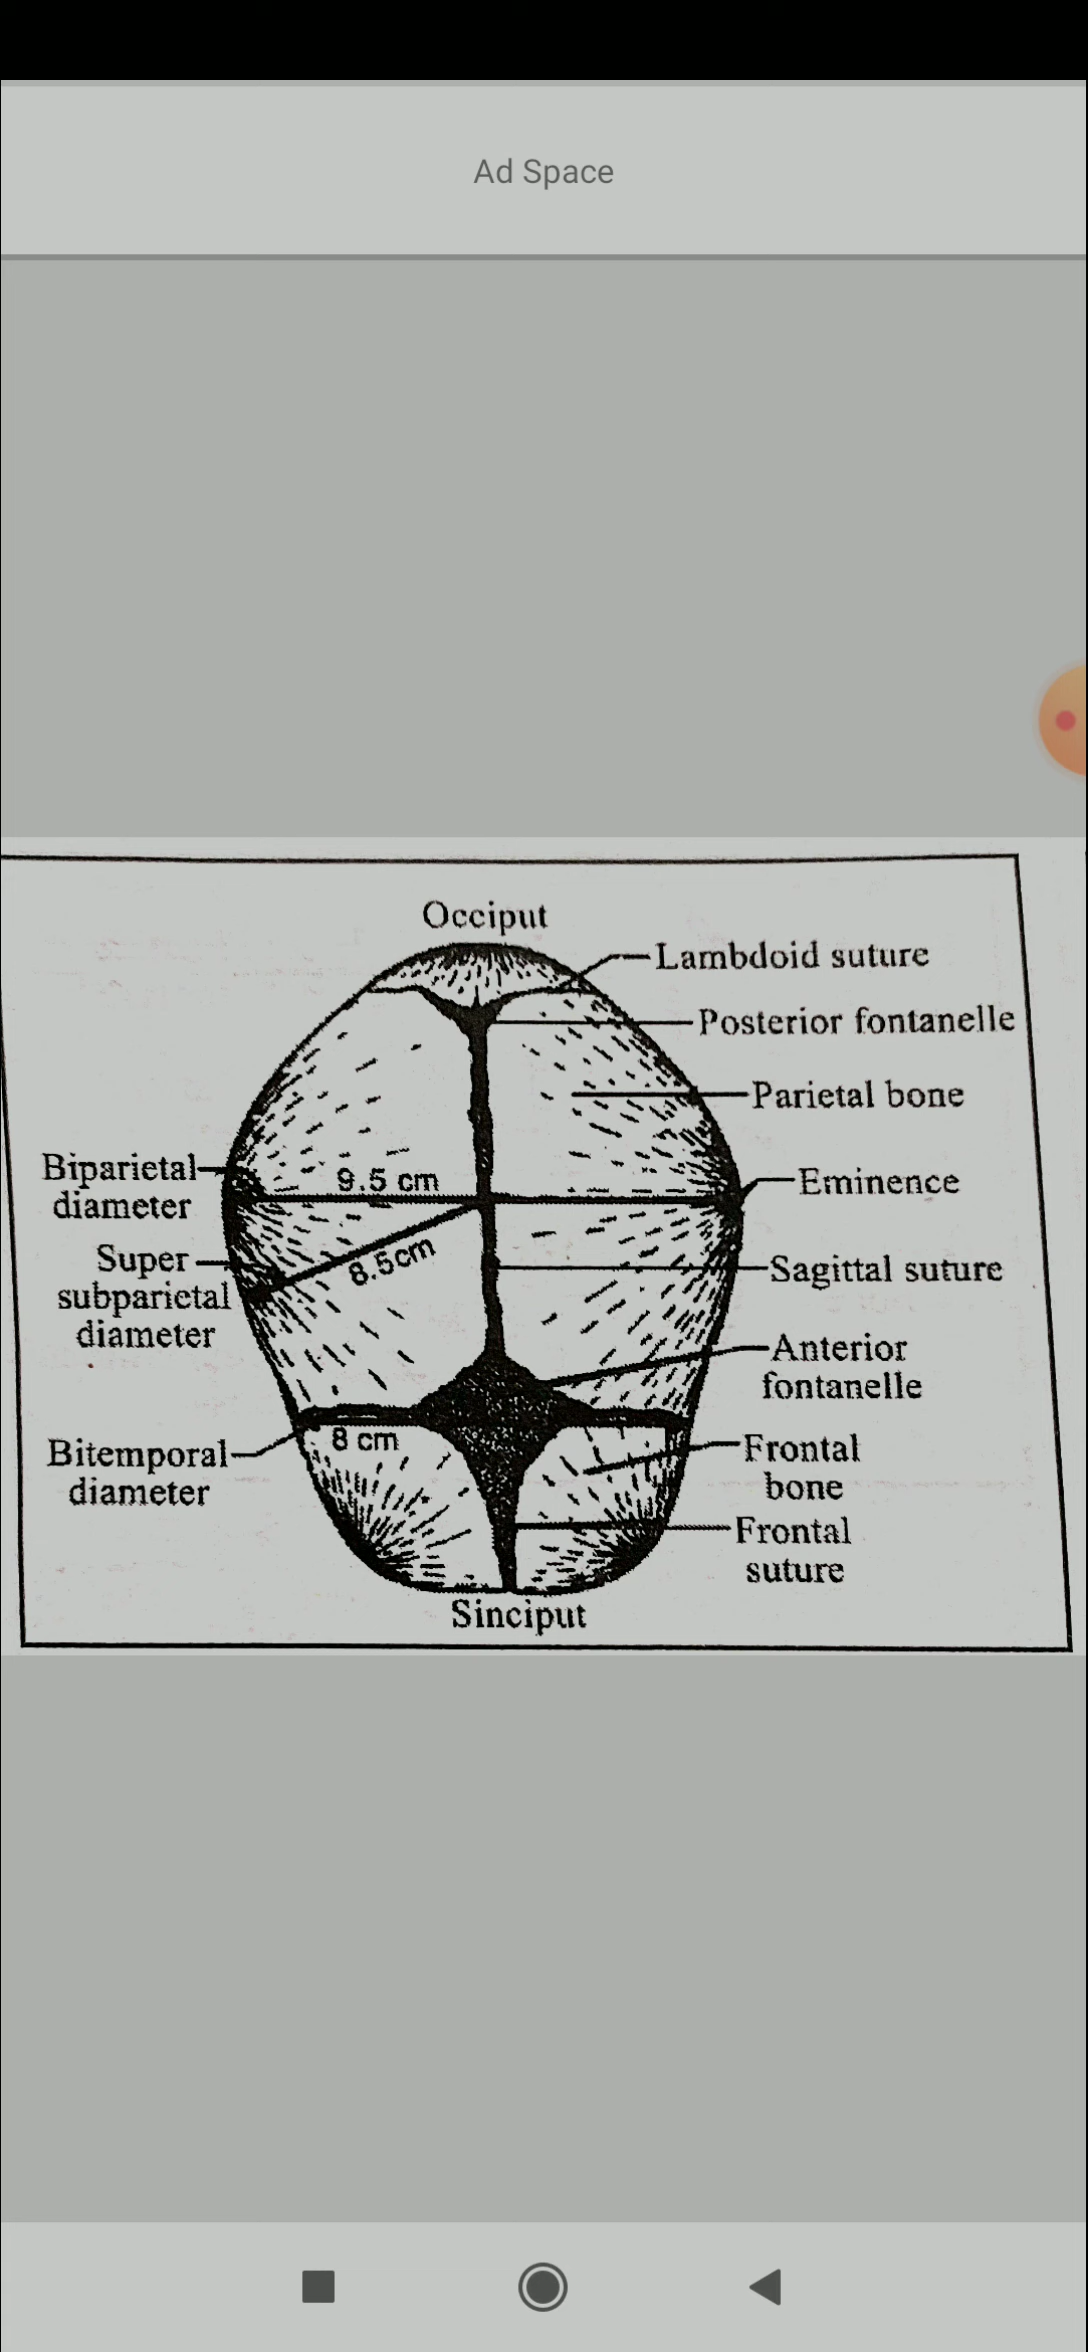 Ad Space
Occiput
Lambdoid suture
Posterior fontanelle
Parietal bone
Biparietal
diameter
9.5 cm
Eminence
Super
subparietal
diameter
8.5cm
Sagittal suture
Anterior
fontanelle
Bitemporal
diameter
8 cm
Frontal
bone
Frontal
suture
Sinciput